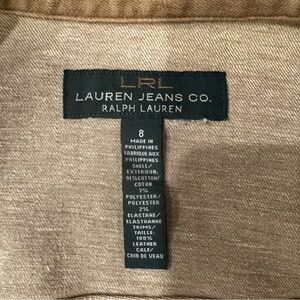 LRL
LAUREN JEANS CO.
RALPH LAUREN
8
MADE IN
PHILIPPINES
FABRIQUE AUX
PHILIPPINES
SHELL/
EXTERIEUR:
91%COTTON/
COTON
7%
POLYESTER/
POLYESTER
2%
ELASTANE/
ELASTHANNE
TRIMS/
TAILLE:
100%
LEATHER
CALF/
CUIR DE VEAU